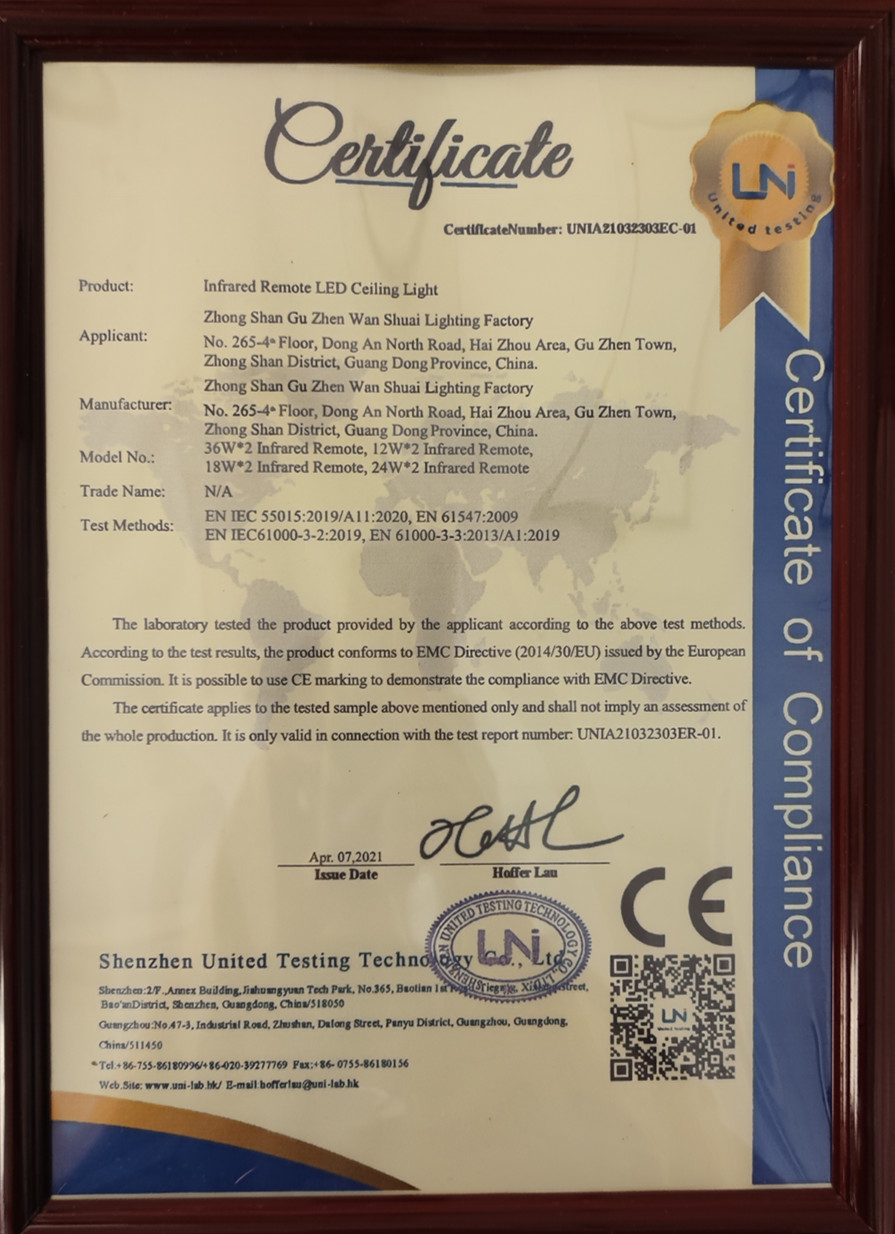 Certificate
CertificateNumber: UNIA21032303EC-01
LNi
United testing
Product: Infrared Remote LED Ceiling Light
Applicant: Zhong Shan Gu Zhen Wan Shuai Lighting Factory
No. 265-4th Floor, Dong An North Road, Hai Zhou Area, Gu Zhen Town,
Zhong Shan District, Guang Dong Province, China.
Manufacturer: Zhong Shan Gu Zhen Wan Shuai Lighting Factory
No. 265-4th Floor, Dong An North Road, Hai Zhou Area, Gu Zhen Town,
Zhong Shan District, Guang Dong Province, China.
Model No.: 36W*2 Infrared Remote, 12W*2 Infrared Remote,
18W*2 Infrared Remote, 24W*2 Infrared Remote
Trade Name: N/A
Test Methods: EN IEC 55015:2019/A11:2020, EN 61547:2009
EN IEC61000-3-2:2019, EN 61000-3-3:2013/A1:2019
The laboratory tested the product provided by the applicant according to the above test methods.
According to the test results, the product conforms to EMC Directive (2014/30/EU) issued by the European
Commission. It is possible to use CE marking to demonstrate the compliance with EMC Directive.
The certificate applies to the tested sample above mentioned only and shall not imply an assessment of
the whole production. It is only valid in connection with the test report number: UNIA21032303ER-01.
Certificate of Compliance
Apr. 07,2021
Issue Date
Hoffer Lau
CE
UNITED TESTING TECHNOLOGY CO., LTD
LNi
Shenzhen United Testing Technology Co., Ltd
Shenzhen:2/F.,Annex Building,Jiahuangyuan Tech Park, No.365, Baotian 1st Street,
Bao'anDistrict, Shenzhen, Guangdong, China/518050
Guangzhou:No.47-3, Industrial Road, Zhushan, Dalong Street, Panyu District, Guangzhou, Guangdong,
China/511450
Tel.+86-755-86180996/+86-020-39277769 Fax:+86- 0755-86180156
Web.Site: www.uni-lab.hk/ E-mail:hofferlau@uni-lab.hk
LNi